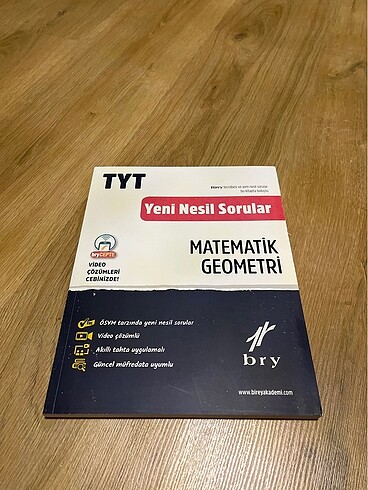 TYT
Yeni Nesil Sorular
bryCEPTE
VİDEO
ÇÖZÜMLERİ
CEBİNİZDE!
MATEMATİK
GEOMETRİ
ÖSYM tarzında yeni nesil sorular
Video çözümlü
Akıllı tahta uygulamalı
Güncel müfredata uyumlu
bry
www.bireyakademi.com